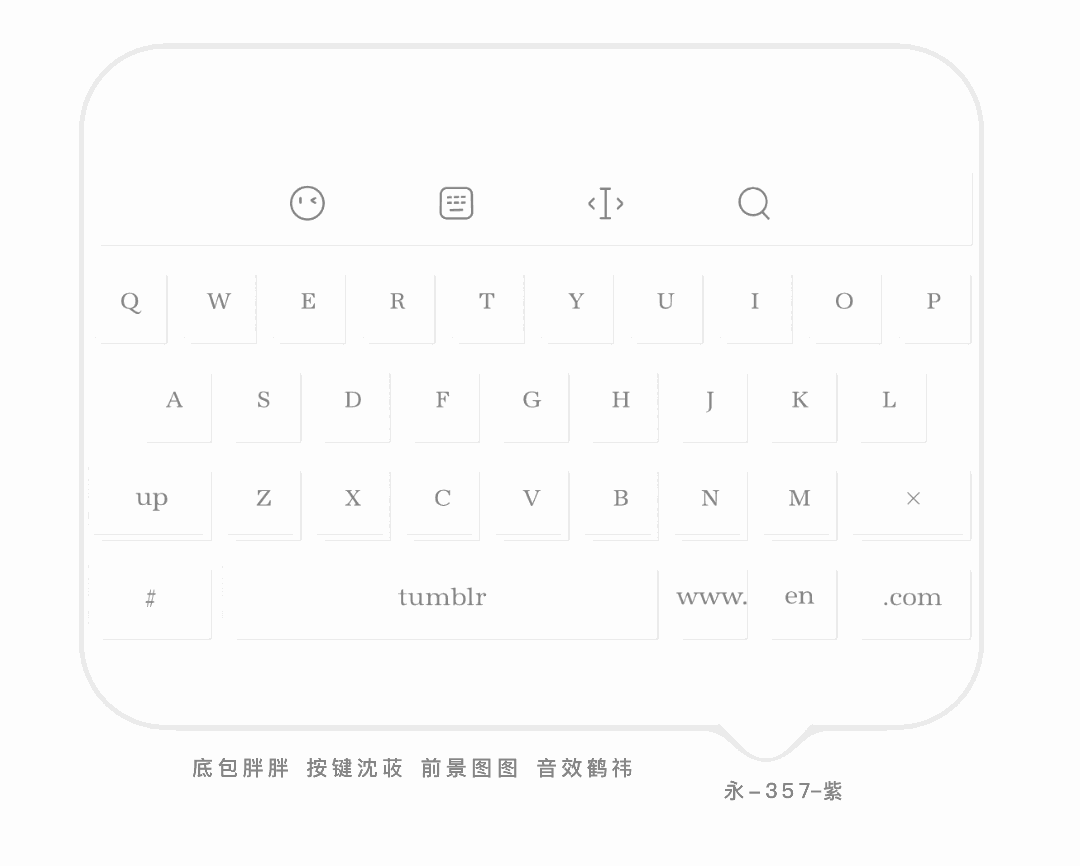 Q W E R T Y U I O P
A S D F G H J K L
up Z X C V B N M ×
# tumblr www. en .com
底包胖胖 按键沈莜 前景图图 音效鹤祎
永-357-紫